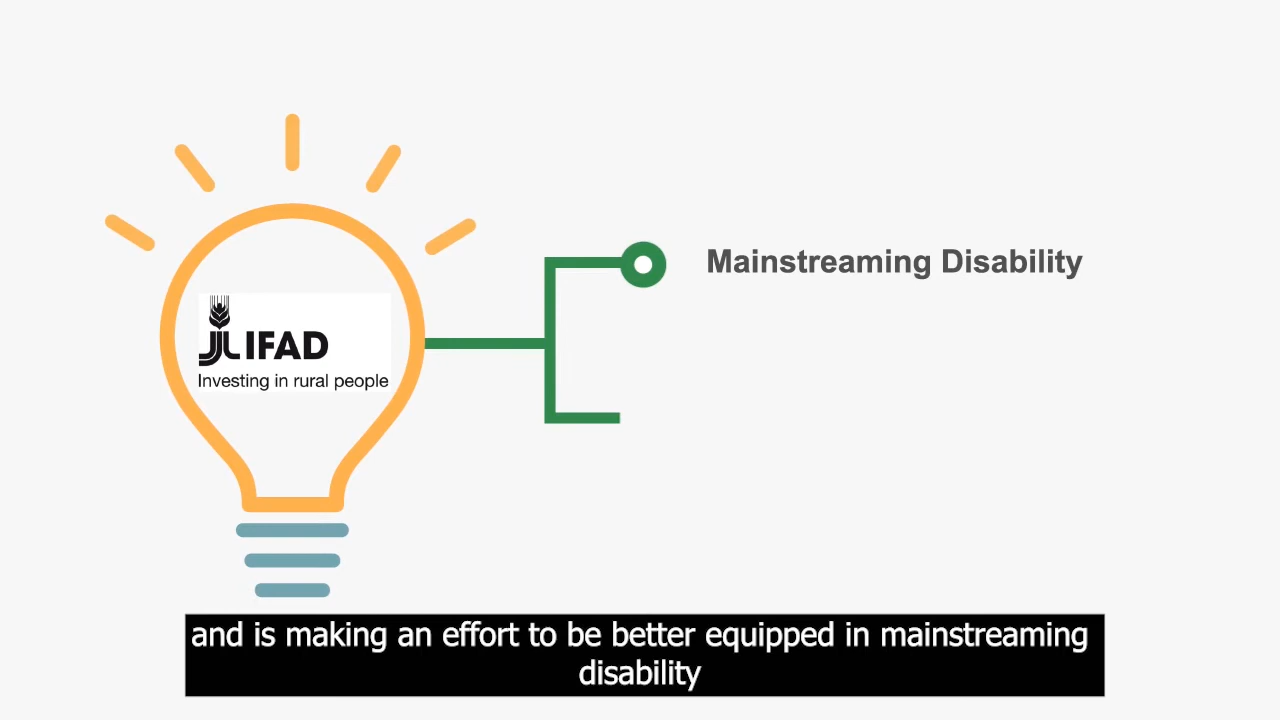 Mainstreaming Disability
IFAD
Investing in rural people
and is making an effort to be better equipped in mainstreaming
disability